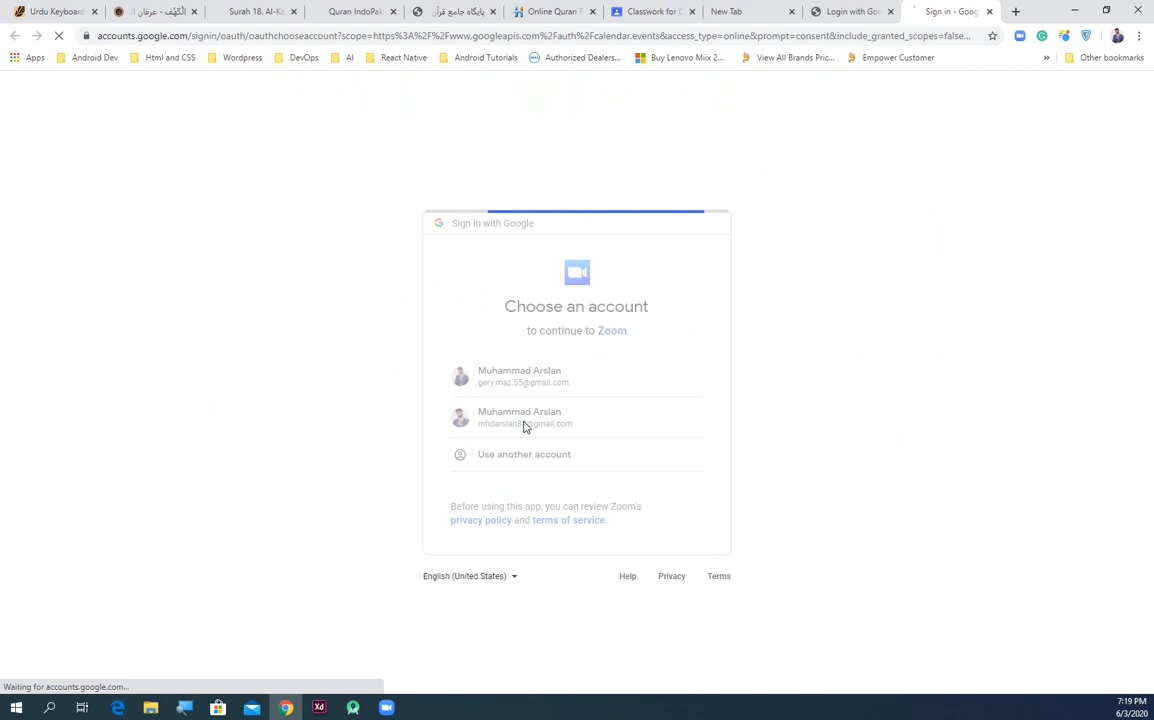 Urdu Keyboard
الْكَهْف - عرفان ال
Surah 18. Al-Ka
Quran IndoPak
پایگاه جامع قرآن
Online Quran R
Classwork for C
New Tab
Login with Goo
Sign in - Googl
accounts.google.com/signin/oauth/oauthchooseaccount?scope=https%3A%2F%2Fwww.googleapis.com%2Fauth%2Fcalendar.events&access_type=online&prompt=consent&include_granted_scopes=false...
Apps
Android Dev
Html and CSS
Wordpress
DevOps
AI
React Native
Android Tutorials
Authorized Dealers...
Buy Lenovo Miix 2...
View All Brands Pric...
Empower Customer
»
Other bookmarks
Sign in with Google
Choose an account
to continue to Zoom
Muhammad Arslan
gery.maz.55@gmail.com
Muhammad Arslan
@gmail.com
Use another account
Before using this app, you can review Zoom's
privacy policy and terms of service.
English (United States)
Help
Privacy
Terms
Waiting for accounts.google.com...
Xd
7:19 PM
6/3/2020